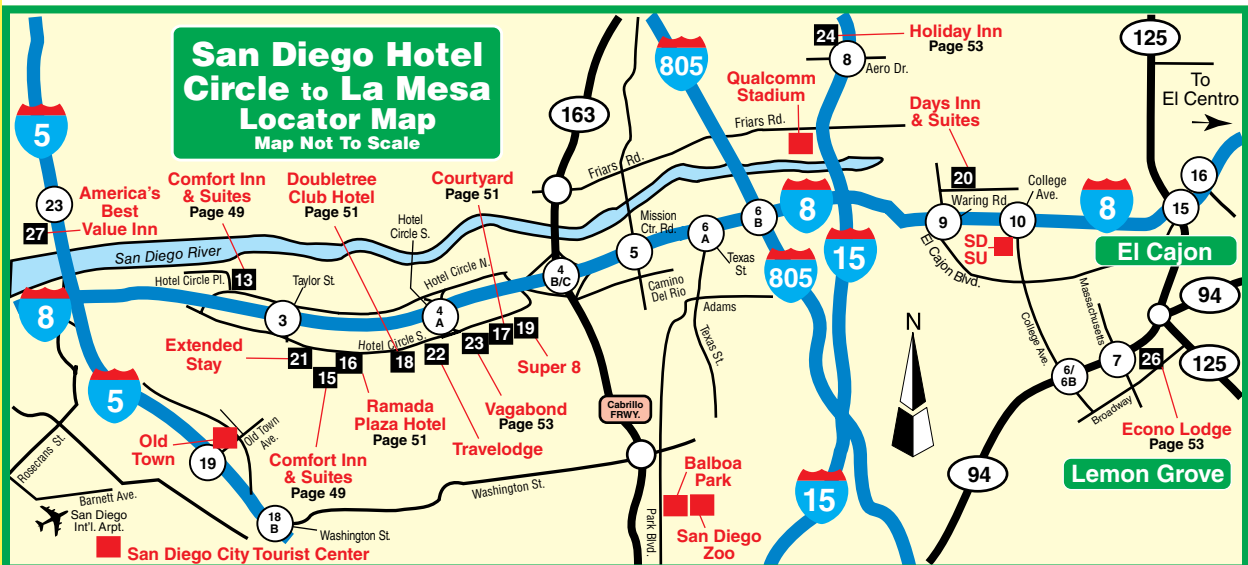 San Diego Hotel
Circle to La Mesa
Locator Map
Map Not To Scale
5
805
24
Holiday Inn
Page 53
8
Aero Dr.
125
To
El Centro
163
Qualcomm
Stadium
Friars Rd.
Days Inn
& Suites
20
Friars Rd.
23
America's
Best
Value Inn
27
Comfort Inn
& Suites
Page 49
Doubletree
Club Hotel
Page 51
Courtyard
Page 51
Hotel
Circle S.
Mission
Ctr. Rd.
6
A
6
B
8
9
Waring Rd.
10
College
Ave.
8
15
16
San Diego River
Hotel Circle Pl.
13
Taylor St.
Hotel Circle N.
4
B/C
5
Texas
St.
805
15
El Cajon Blvd.
SD
SU
El Cajon
8
3
4
A
Camino
Del Rio
Adams
Texas St.
N
Massachusetts
94
Hotel Circle S.
Extended
Stay
21
15
16
18
22
23
17
19
Super 8
College Ave.
6/
6B
7
26
125
5
Ramada
Plaza Hotel
Page 51
Vagabond
Page 53
Travelodge
Cabrillo
FRWY.
Broadway
Econo Lodge
Page 53
Old
Town
Old Town
Ave.
19
Rosecrans St.
Comfort Inn
& Suites
Page 49
Balboa
Park
94
Lemon Grove
Barnett Ave.
San Diego
Int'l. Arpt.
18
B
Washington St.
Washington St.
15
Park Blvd.
San Diego
Zoo
San Diego City Tourist Center